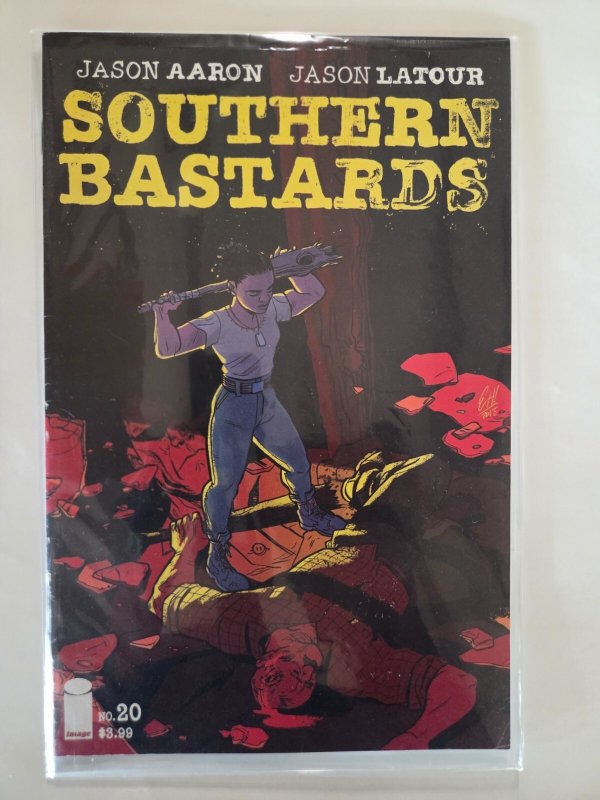 JASON AARON JASON LATOUR
SOUTHERN
BASTARDS
NO. 20
$3.99
image